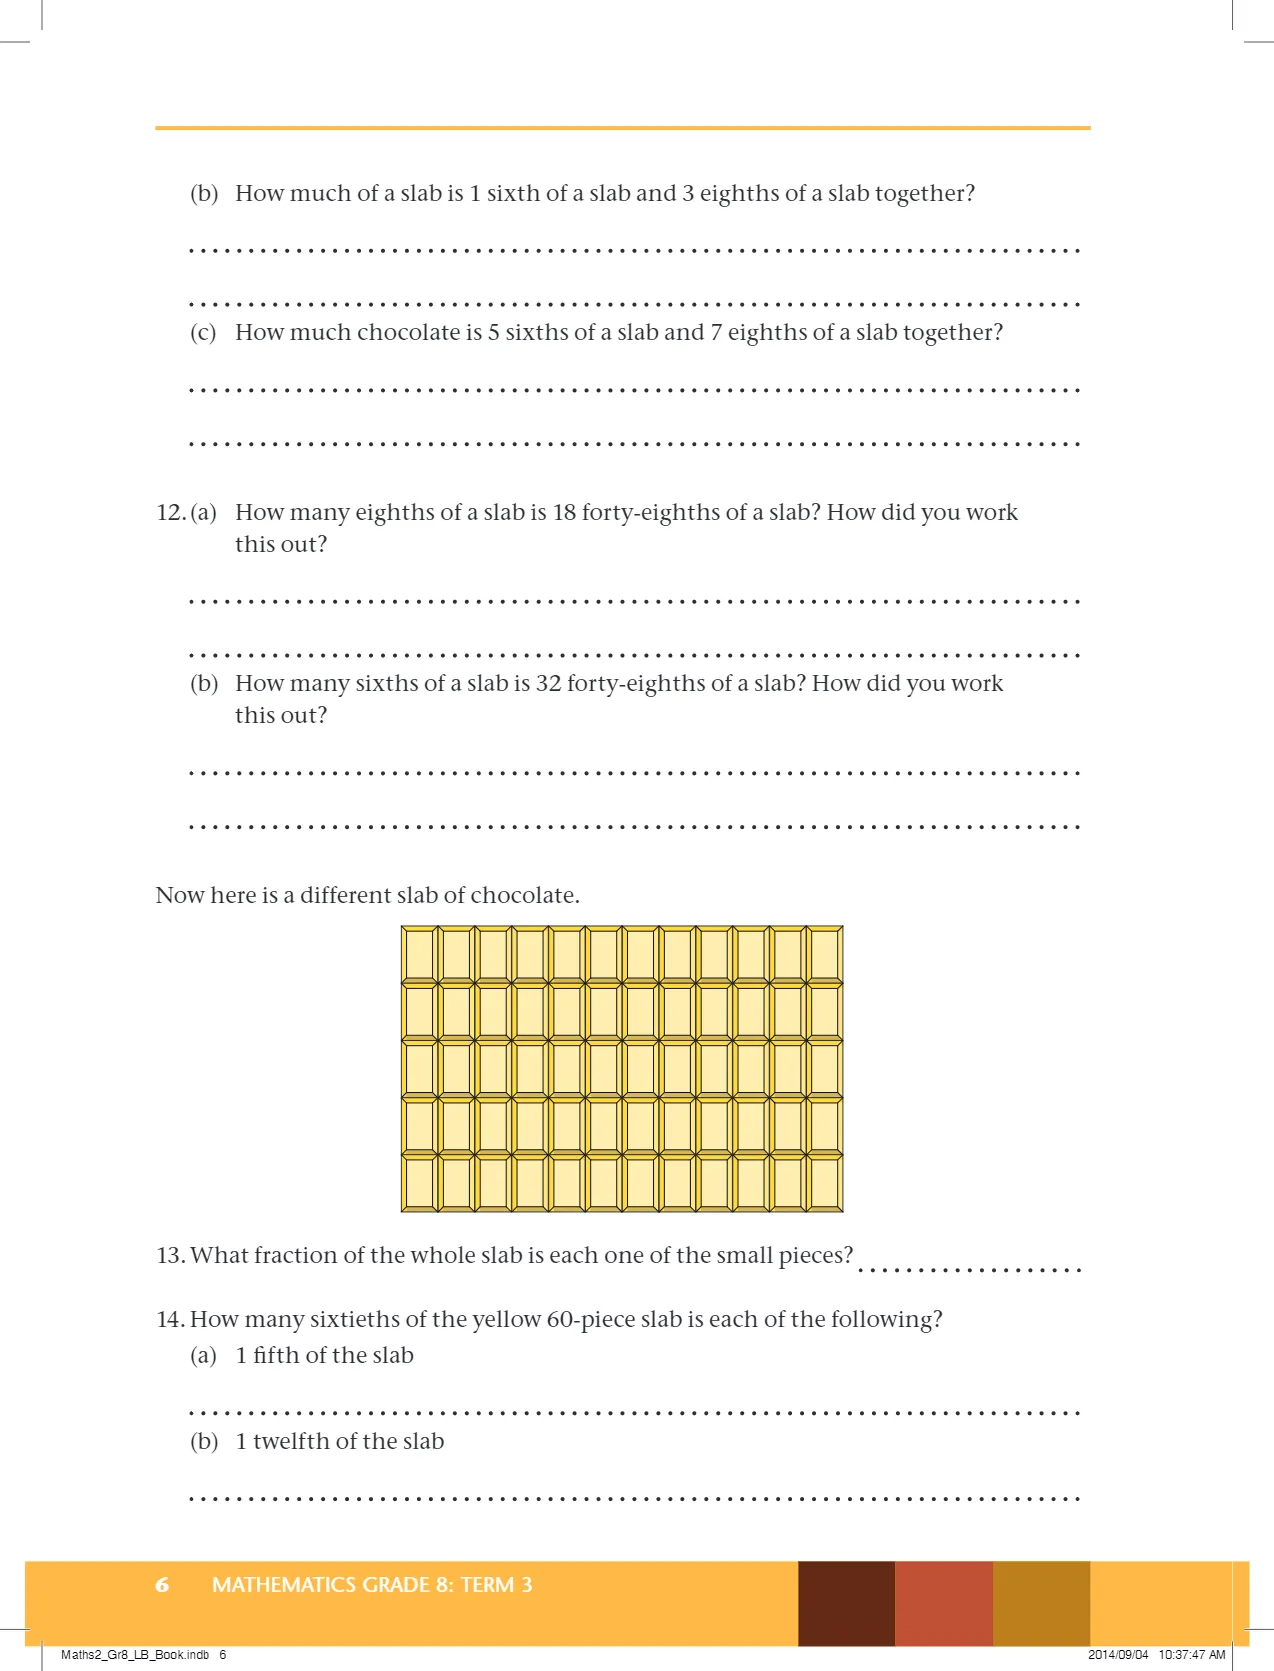 (b) How much of a slab is 1 sixth of a slab and 3 eighths of a slab together?
(c) How much chocolate is 5 sixths of a slab and 7 eighths of a slab together?
12. (a) How many eighths of a slab is 18 forty-eighths of a slab? How did you work
this out?
(b) How many sixths of a slab is 32 forty-eighths of a slab? How did you work
this out?
Now here is a different slab of chocolate.
13. What fraction of the whole slab is each one of the small pieces?
14. How many sixtieths of the yellow 60-piece slab is each of the following?
(a) 1 fifth of the slab
(b) 1 twelfth of the slab
6 MATHEMATICS GRADE 8: TERM 3
Maths2_Gr8_LB_Book.indb 6 2014/09/04 10:37:47 AM